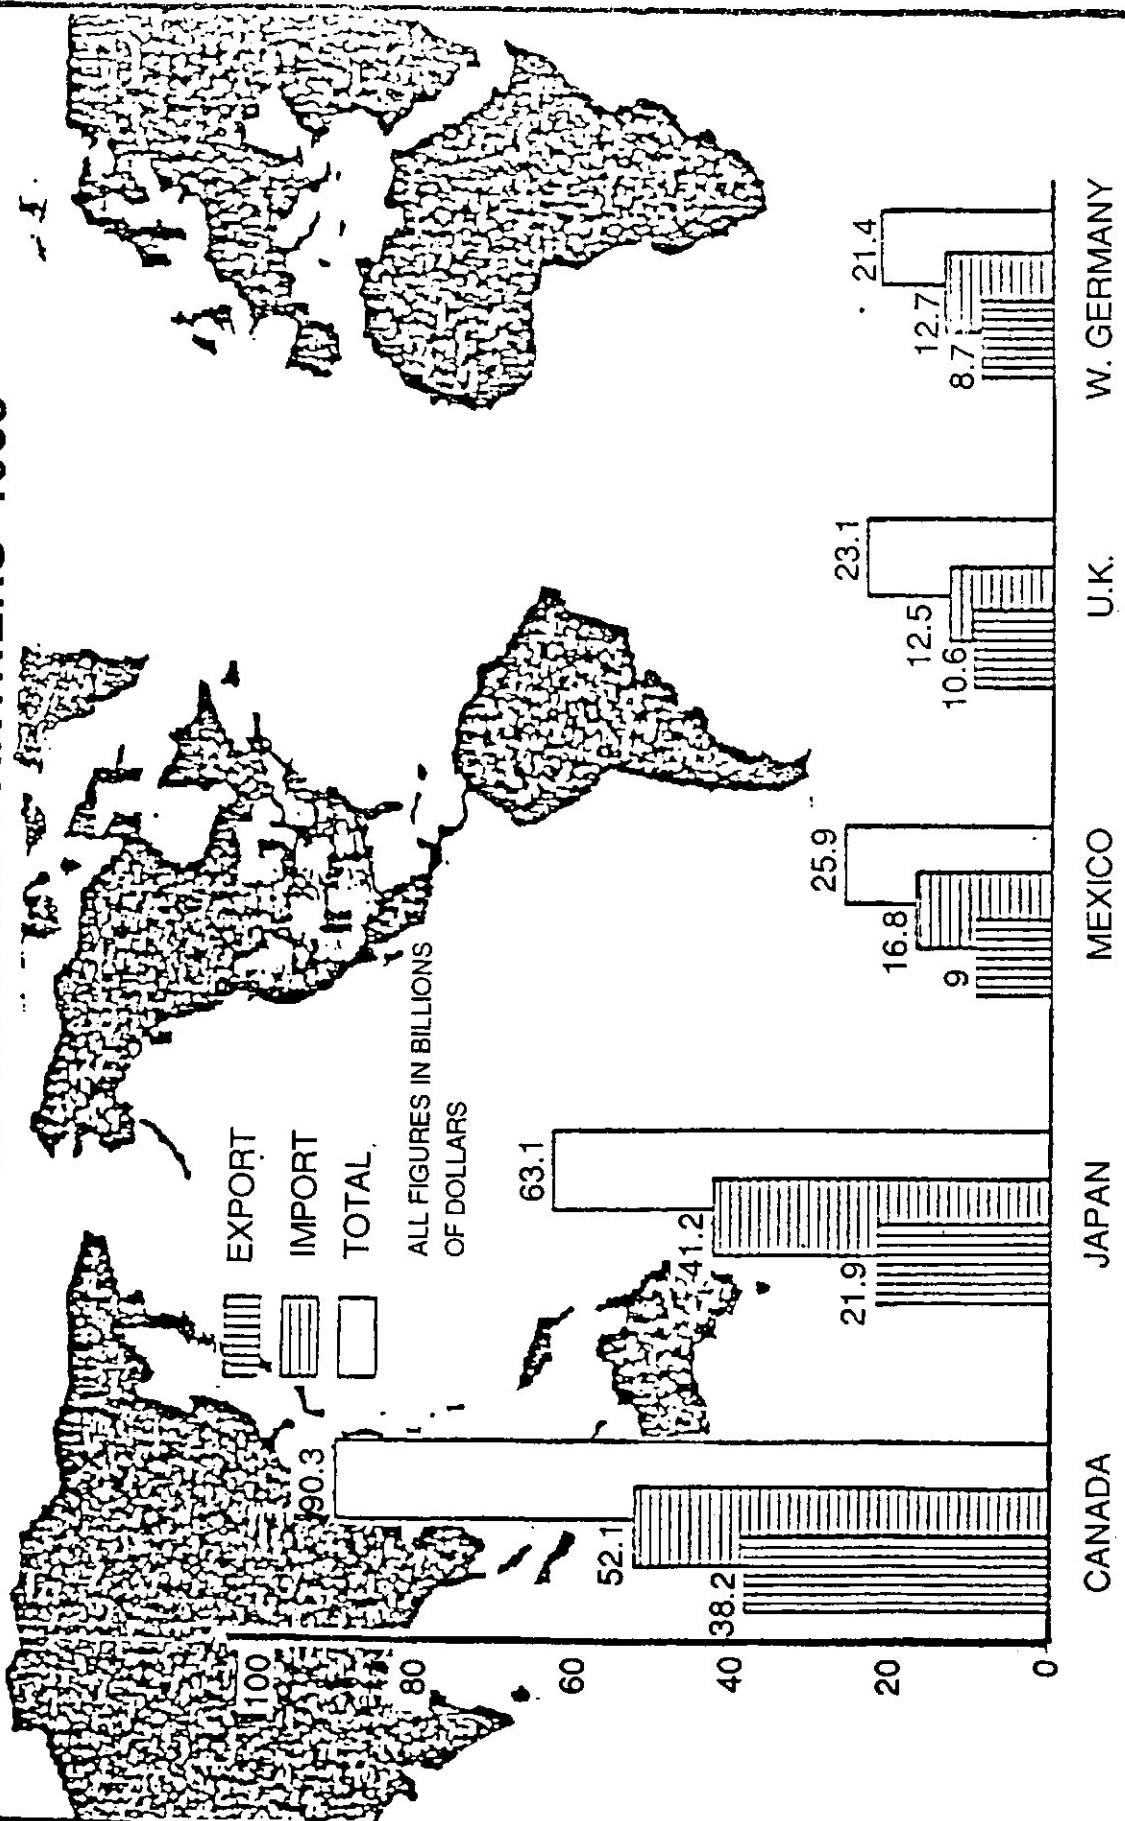 EXPORT
IMPORT
TOTAL
ALL FIGURES IN BILLIONS
OF DOLLARS
100
80
60
40
20
0
38.2
52.1
90.3
21.9
41.2
63.1
9
16.8
25.9
10.6
12.5
23.1
8.7
12.7
21.4
CANADA
JAPAN
MEXICO
U.K.
W. GERMANY